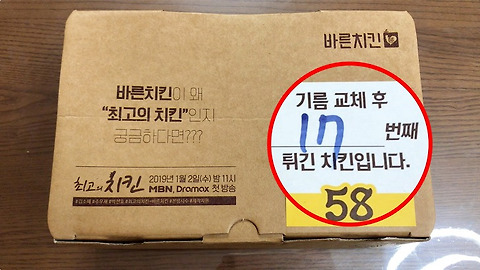 바른치킨
바른치킨이 왜
“최고의 치킨”인지
궁금하다면???
최고의 치킨
2019년 1월 2일(수) 밤 11시
MBN, Dramax 첫 방송
기름 교체 후
17 번째
튀긴 치킨입니다.
58